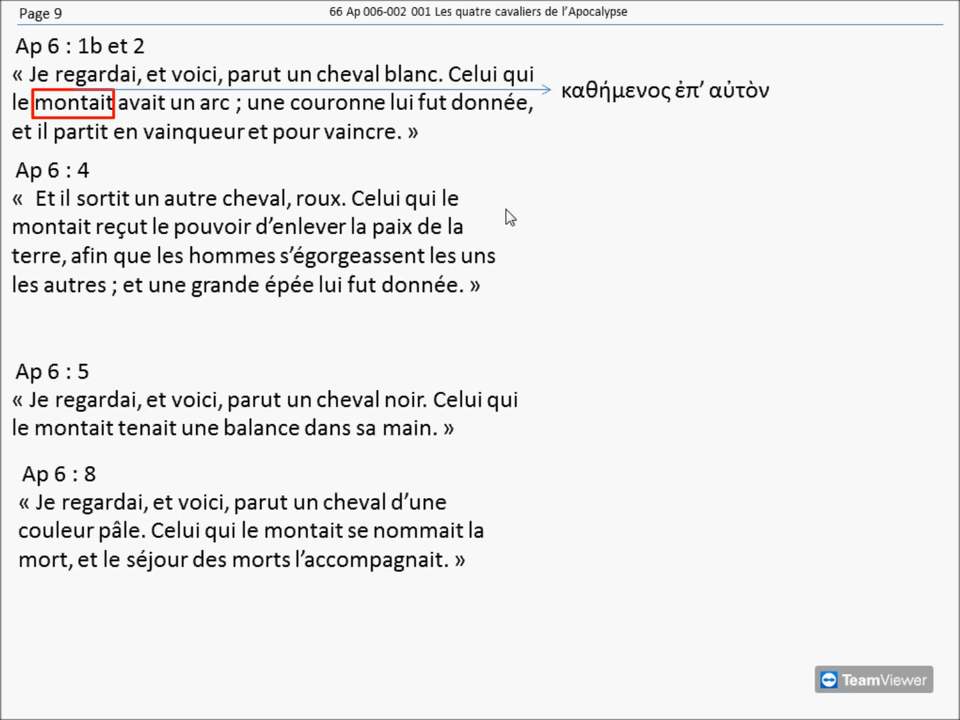 Page 9
66 Ap 006-002 001 Les quatre cavaliers de l’Apocalypse
Ap 6 : 1b et 2
« Je regardai, et voici, parut un cheval blanc. Celui qui
le montait avait un arc ; une couronne lui fut donnée,
et il partit en vainqueur et pour vaincre. »
καθήμενος ἐπ’ αὐτὸν
Ap 6 : 4
« Et il sortit un autre cheval, roux. Celui qui le
montait reçut le pouvoir d’enlever la paix de la
terre, afin que les hommes s’égorgeassent les uns
les autres ; et une grande épée lui fut donnée. »
Ap 6 : 5
« Je regardai, et voici, parut un cheval noir. Celui qui
le montait tenait une balance dans sa main. »
Ap 6 : 8
« Je regardai, et voici, parut un cheval d’une
couleur pâle. Celui qui le montait se nommait la
mort, et le séjour des morts l’accompagnait. »
TeamViewer